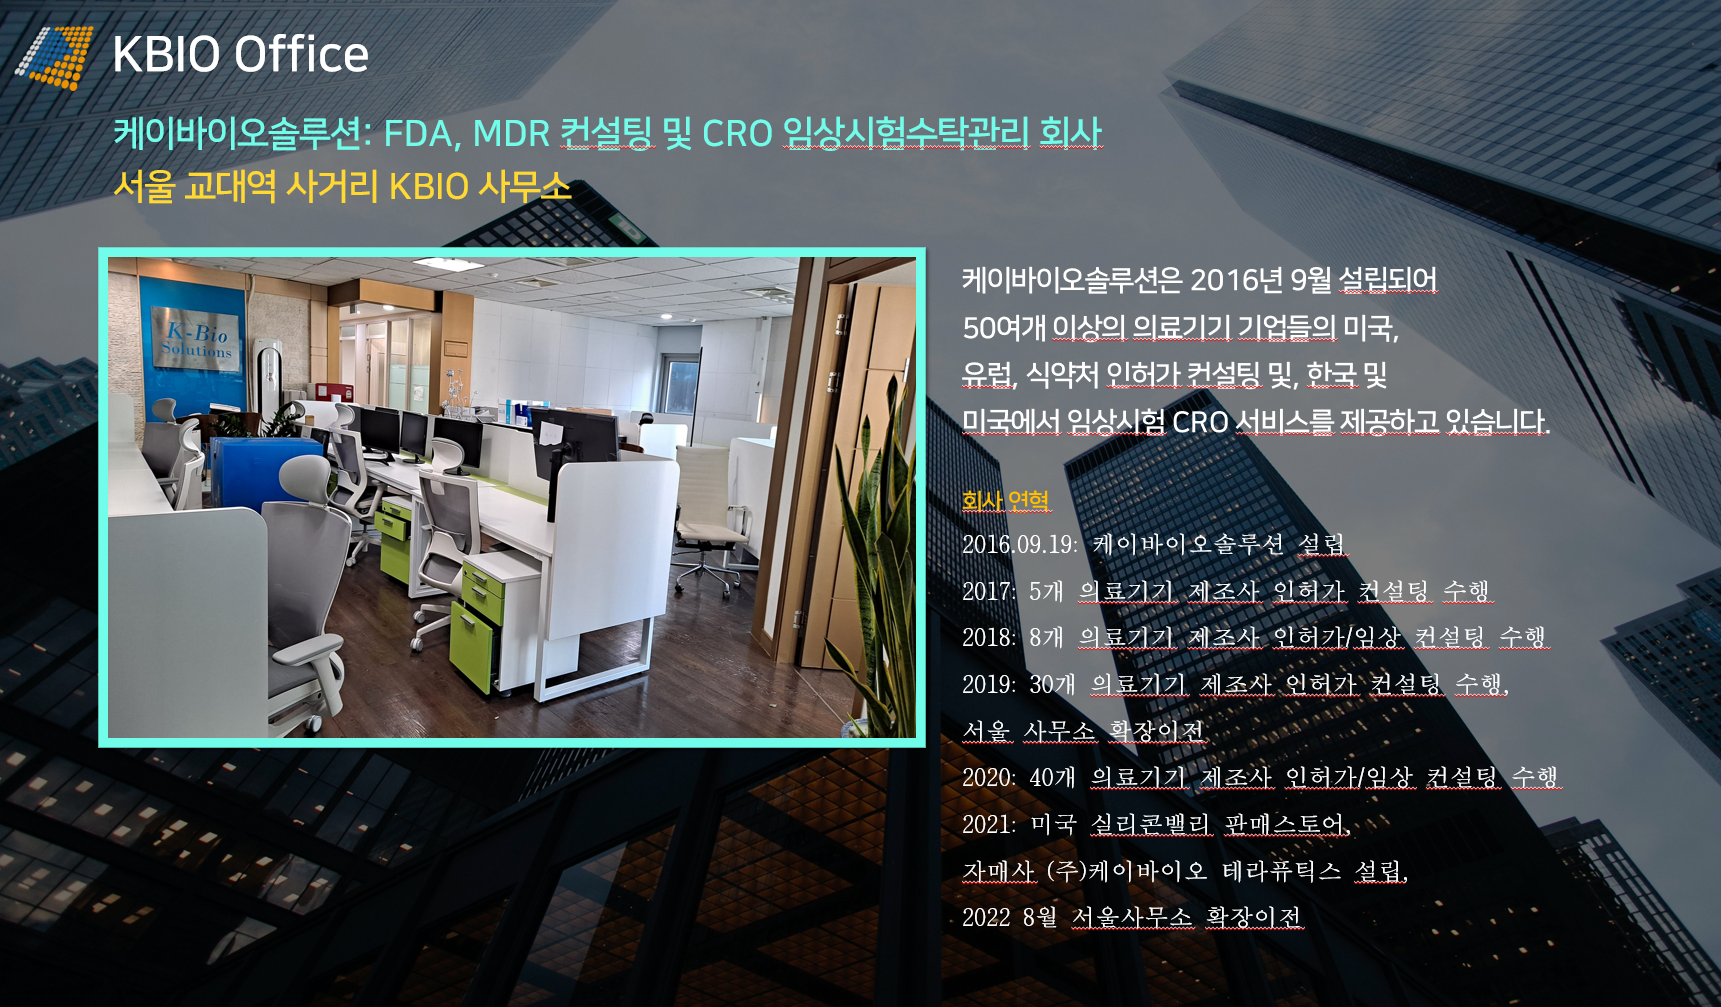 KBIO Office
케이바이오솔루션: FDA, MDR 컨설팅 및 CRO 임상시험수탁관리 회사
서울 교대역 사거리 KBIO 사무소
K-Bio
Solutions
케이바이오솔루션은 2016년 9월 설립되어
50여개 이상의 의료기기 기업들의 미국,
유럽, 식약처 인허가 컨설팅 및, 한국 및
미국에서 임상시험 CRO 서비스를 제공하고 있습니다.
회사 연혁
2016.09.19: 케이바이오솔루션 설립
2017: 5개 의료기기 제조사 인허가 컨설팅 수행
2018: 8개 의료기기 제조사 인허가/임상 컨설팅 수행
2019: 30개 의료기기 제조사 인허가 컨설팅 수행,
서울 사무소 확장이전
2020: 40개 의료기기 제조사 인허가/임상 컨설팅 수행
2021: 미국 실리콘밸리 판매스토어,
자매사 (주)케이바이오 테라퓨틱스 설립,
2022 8월 서울사무소 확장이전